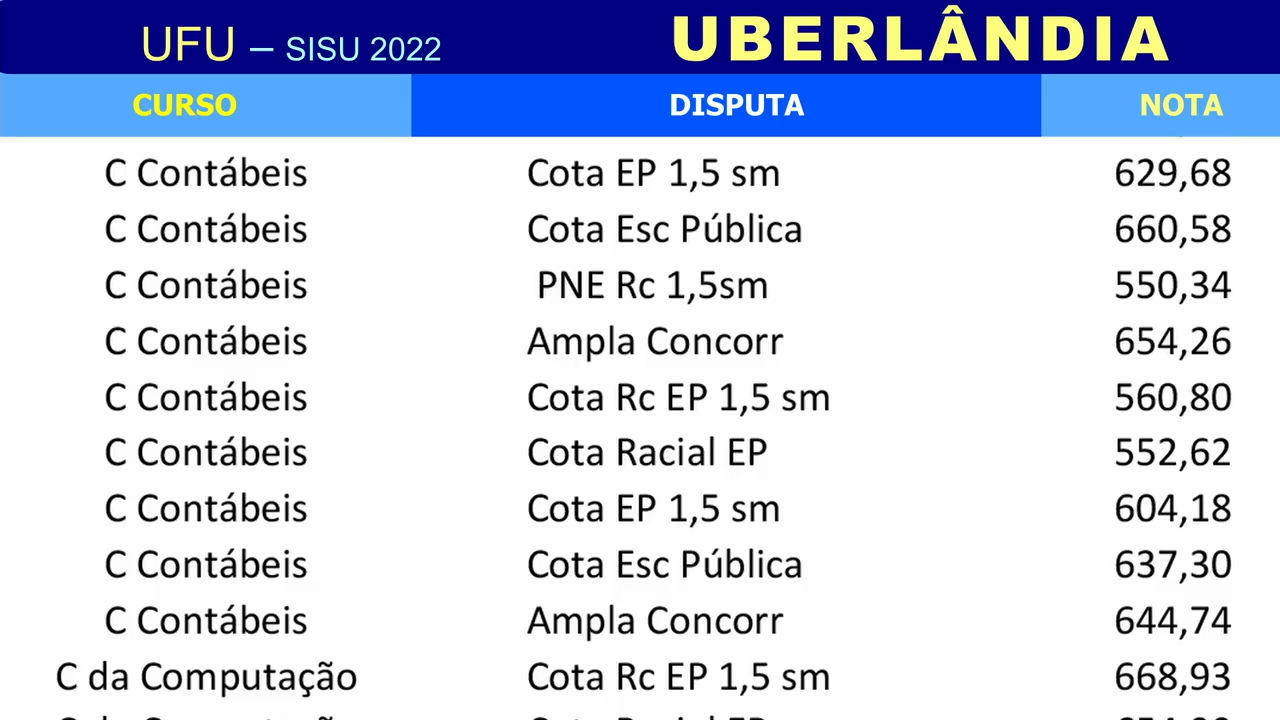 UFU – SISU 2022 UBERLÂNDIA
CURSO DISPUTA NOTA
C Contábeis Cota EP 1,5 sm 629,68
C Contábeis Cota Esc Pública 660,58
C Contábeis PNE Rc 1,5sm 550,34
C Contábeis Ampla Concorr 654,26
C Contábeis Cota Rc EP 1,5 sm 560,80
C Contábeis Cota Racial EP 552,62
C Contábeis Cota EP 1,5 sm 604,18
C Contábeis Cota Esc Pública 637,30
C Contábeis Ampla Concorr 644,74
C da Computação Cota Rc EP 1,5 sm 668,93